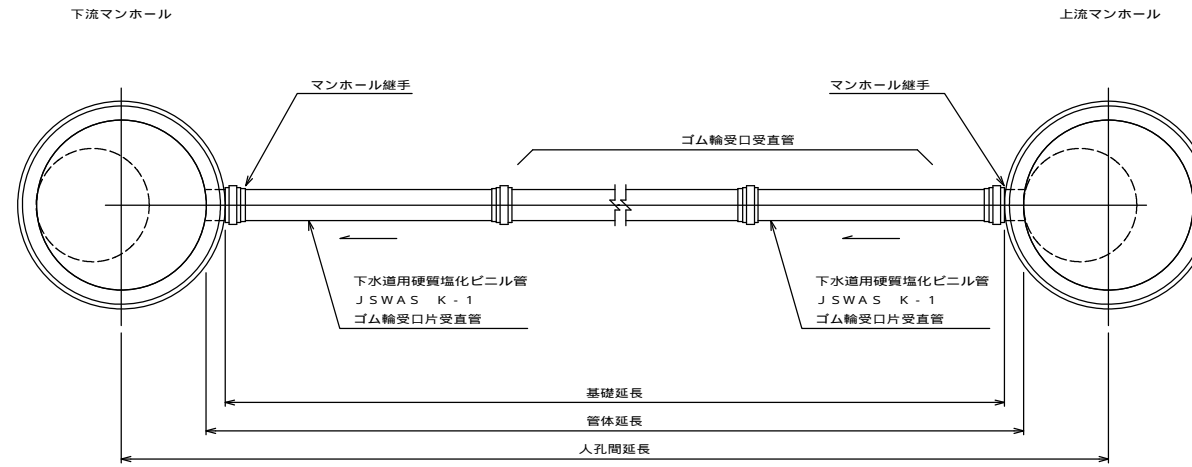 下流マンホール
上流マンホール
マンホール継手
マンホール継手
ゴム輪受口受直管
下水道用硬質塩化ビニル管
JSWAS K-1
ゴム輪受口片受直管
下水道用硬質塩化ビニル管
JSWAS K-1
ゴム輪受口片受直管
基礎延長
管体延長
人孔間延長